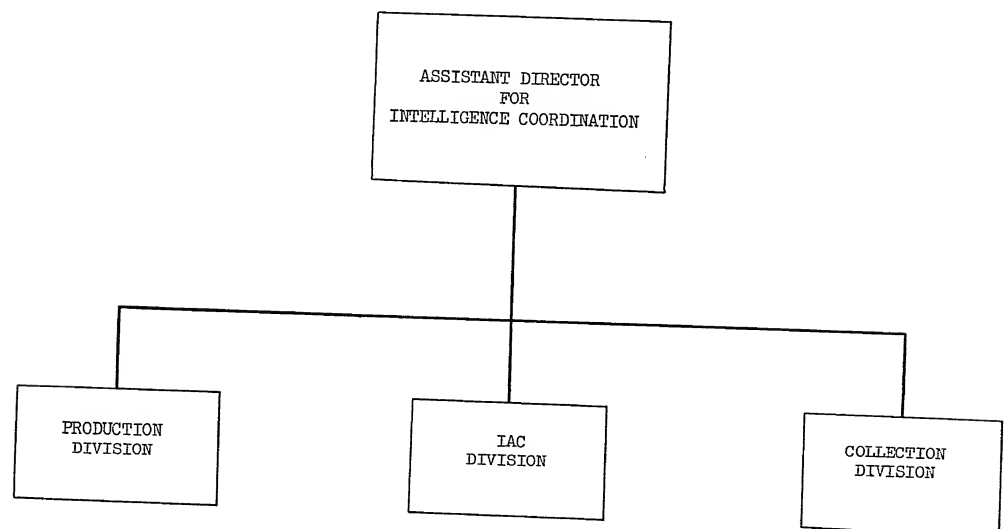 ASSISTANT DIRECTOR
FOR
INTELLIGENCE COORDINATION
PRODUCTION
DIVISION
IAC
DIVISION
COLLECTION
DIVISION